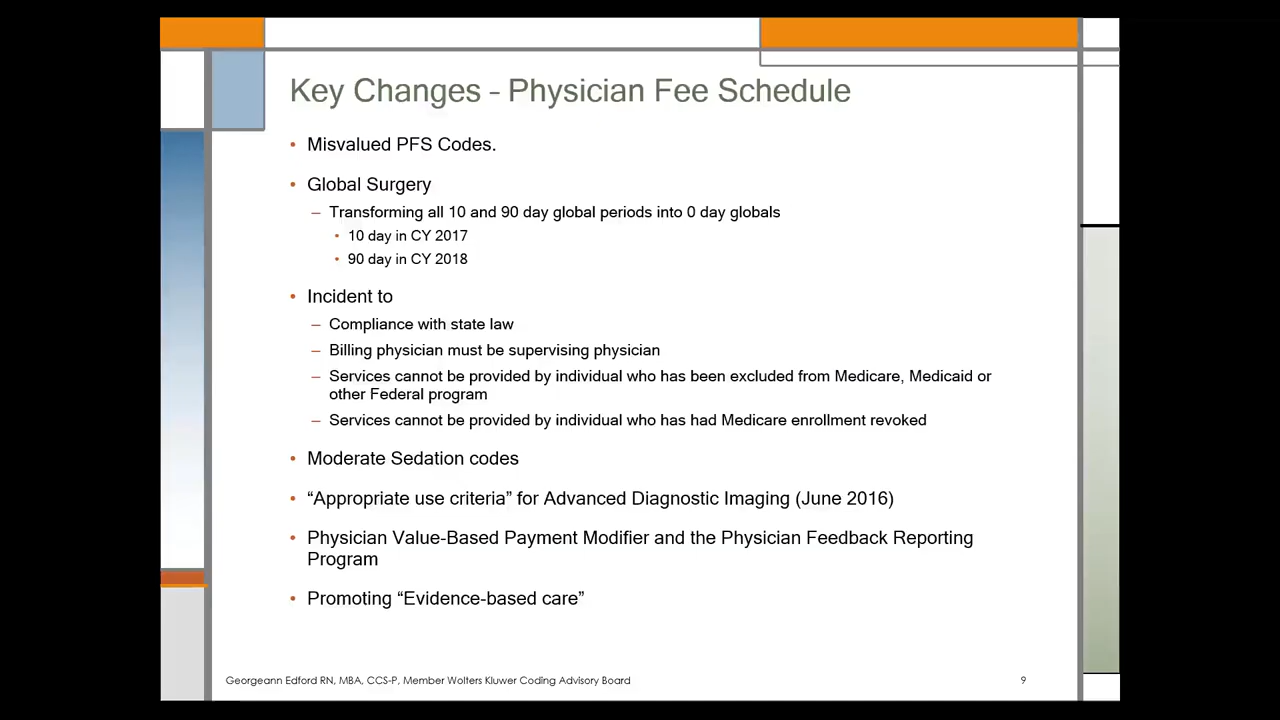 Key Changes - Physician Fee Schedule
• Misvalued PFS Codes.
• Global Surgery
– Transforming all 10 and 90 day global periods into 0 day globals
• 10 day in CY 2017
• 90 day in CY 2018
• Incident to
– Compliance with state law
– Billing physician must be supervising physician
– Services cannot be provided by individual who has been excluded from Medicare, Medicaid or
other Federal program
– Services cannot be provided by individual who has had Medicare enrollment revoked
• Moderate Sedation codes
• “Appropriate use criteria” for Advanced Diagnostic Imaging (June 2016)
• Physician Value-Based Payment Modifier and the Physician Feedback Reporting
Program
• Promoting “Evidence-based care”
Georgeann Edford RN, MBA, CCS-P, Member Wolters Kluwer Coding Advisory Board
9